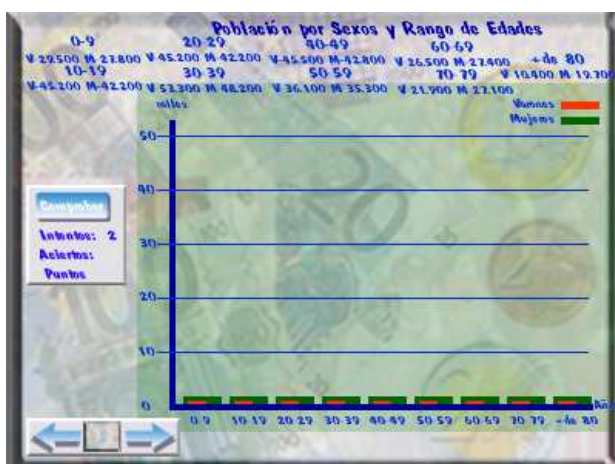 Población por Sexos y Rango de Edades
0-9 20-29 40-49 60-69
V 29.500 M 27.800 V 45.200 M 42.200 V 45.500 M 42.800 V 26.500 M 27.400 + de 80
10-19 30-39 50-59 70-79 V 10.400 M 19.700
V 45.200 M 42.200 V 53.300 M 48.200 V 36.100 M 35.300 V 21.900 M 27.100
miles
Varones
Mujeres
50
40
Comprobar
Intentos: 2
30
Aciertos:
Puntos
20
10
0
Añ
0-9 10-19 20-29 30-39 40-49 50-59 60-69 70-79 + de 80